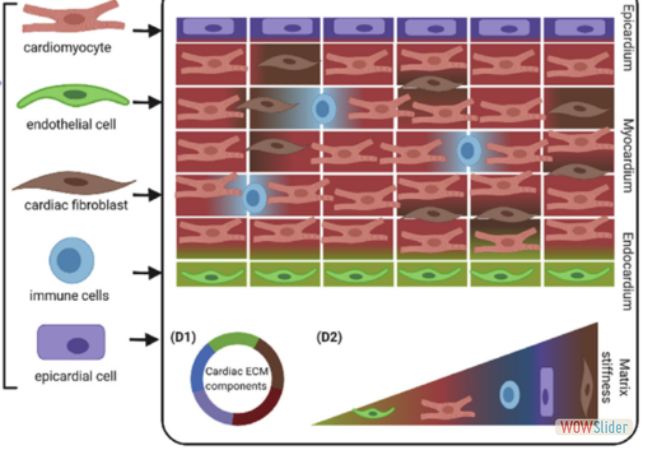 cardiomyocyte
endothelial cell
cardiac fibroblast
immune cells
epicardial cell
Epicardium
Myocardium
Endocardium
(D1)
Cardiac ECM
components
(D2)
Matrix
stiffness
WOWSlider